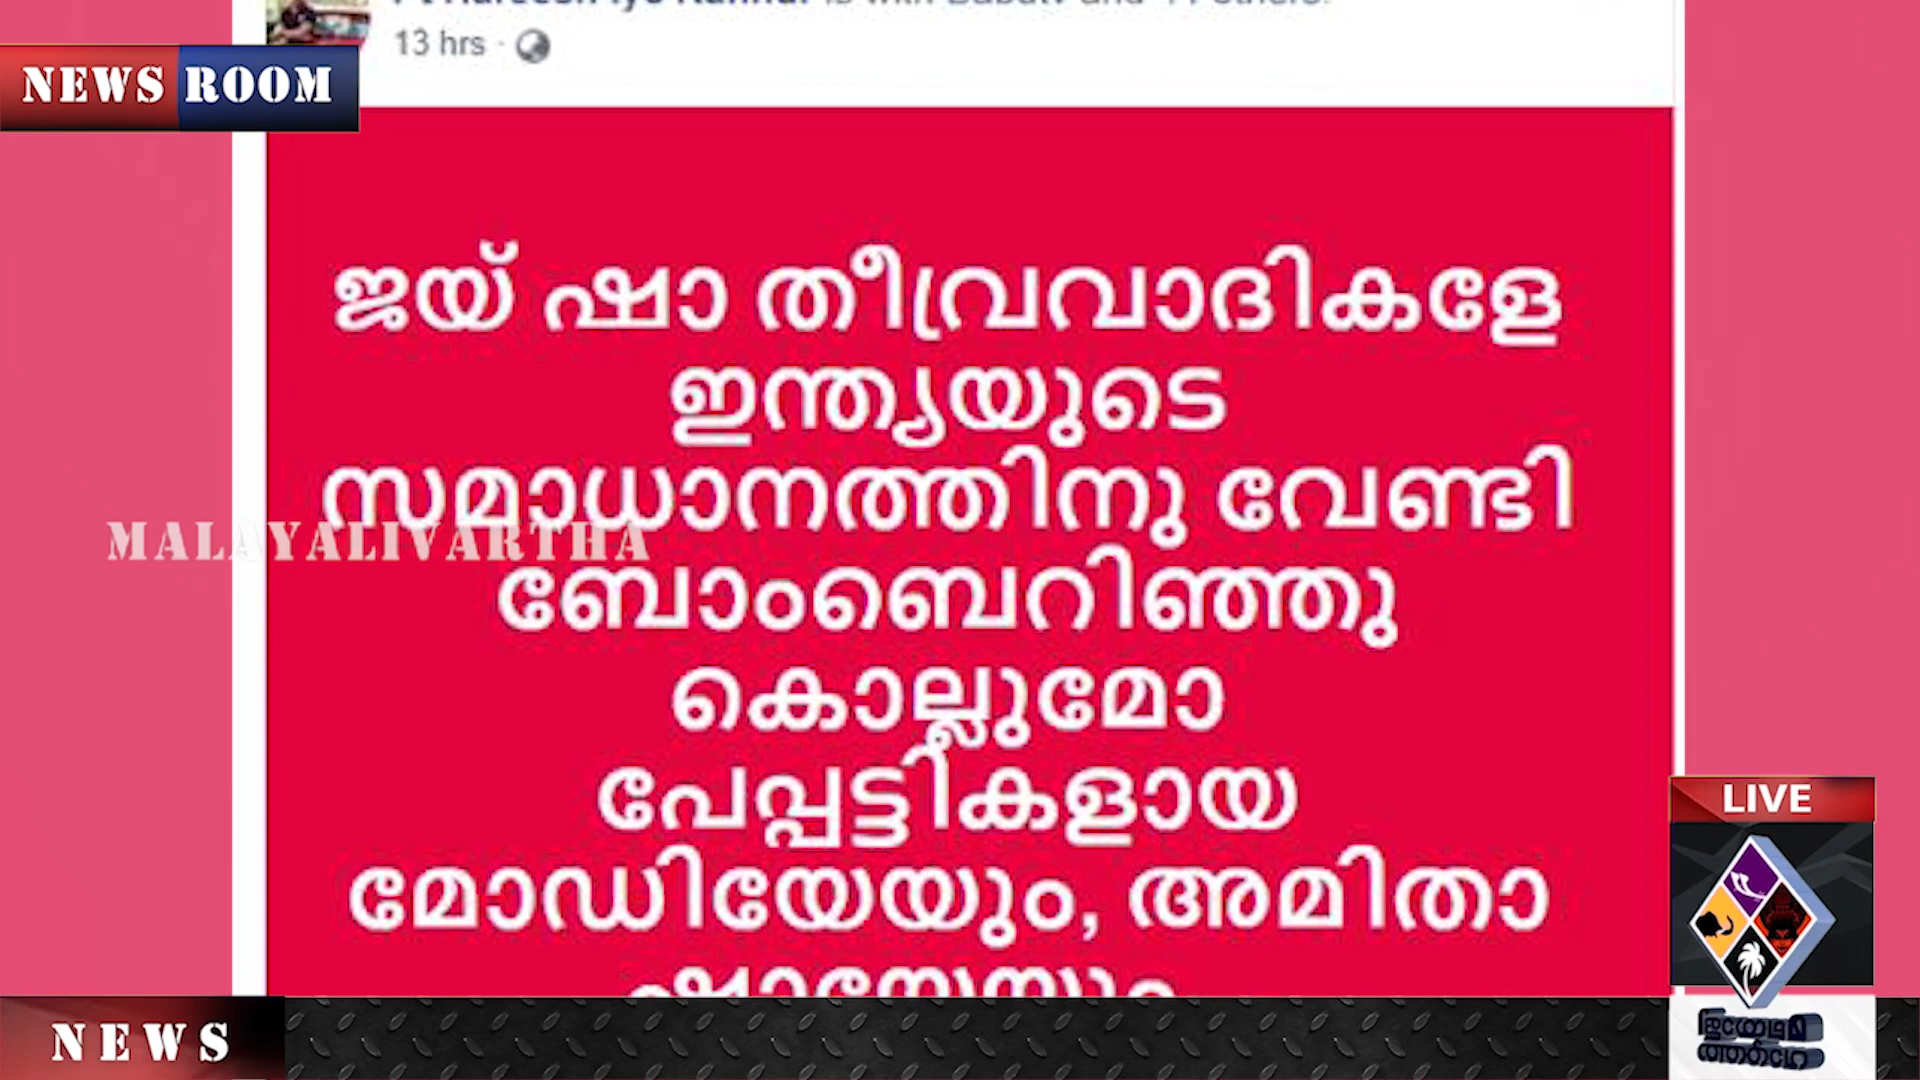 13 hrs ·
NEWS ROOM
ജയ് ഷാ തീവ്രവാദികളേ
ഇന്ത്യയുടെ
സമാധാനത്തിനു വേണ്ടി
MALAYALIVARTHA
ബോംബെറിഞ്ഞു
കൊല്ലുമോ
പേപ്പട്ടികളായ
മോഡിയേയും, അമിതാ
LIVE
NEWS